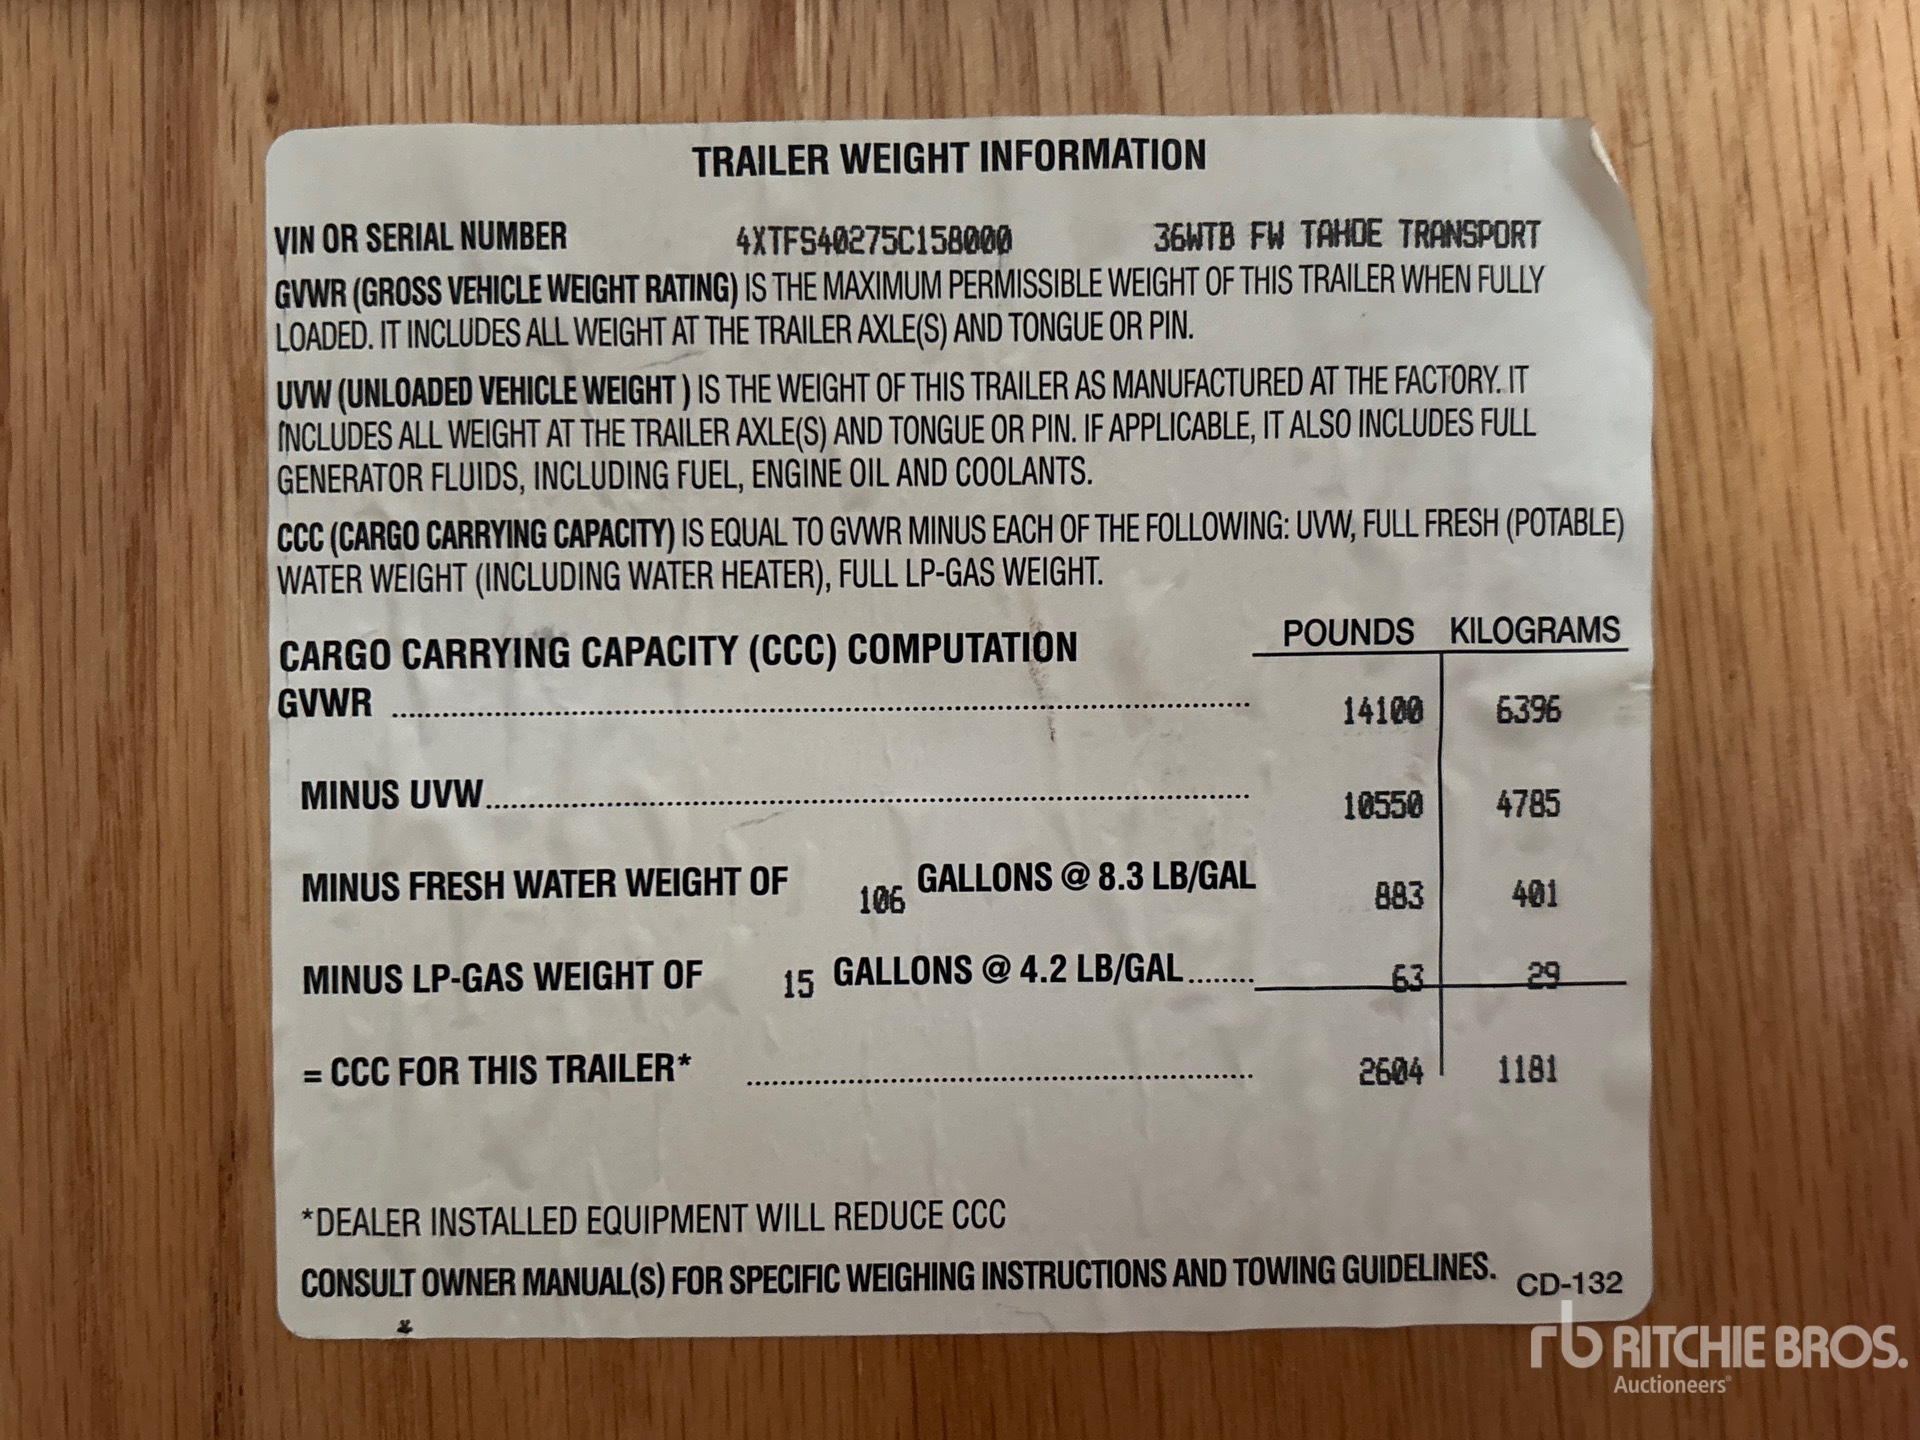 TRAILER WEIGHT INFORMATION
VIN OR SERIAL NUMBER 4XTFS40275C158000 36WTB FW TAHOE TRANSPORT
GVWR (GROSS VEHICLE WEIGHT RATING) IS THE MAXIMUM PERMISSIBLE WEIGHT OF THIS TRAILER WHEN FULLY
LOADED. IT INCLUDES ALL WEIGHT AT THE TRAILER AXLE(S) AND TONGUE OR PIN.
UVW (UNLOADED VEHICLE WEIGHT ) IS THE WEIGHT OF THIS TRAILER AS MANUFACTURED AT THE FACTORY. IT
INCLUDES ALL WEIGHT AT THE TRAILER AXLE(S) AND TONGUE OR PIN. IF APPLICABLE, IT ALSO INCLUDES FULL
GENERATOR FLUIDS, INCLUDING FUEL, ENGINE OIL AND COOLANTS.
CCC (CARGO CARRYING CAPACITY) IS EQUAL TO GVWR MINUS EACH OF THE FOLLOWING: UVW, FULL FRESH (POTABLE)
WATER WEIGHT (INCLUDING WATER HEATER), FULL LP-GAS WEIGHT.
CARGO CARRYING CAPACITY (CCC) COMPUTATION POUNDS KILOGRAMS
GVWR 14100 6396
MINUS UVW 10550 4785
MINUS FRESH WATER WEIGHT OF 106 GALLONS @ 8.3 LB/GAL 883 401
MINUS LP-GAS WEIGHT OF 15 GALLONS @ 4.2 LB/GAL 63 29
= CCC FOR THIS TRAILER* 2604 1181
*DEALER INSTALLED EQUIPMENT WILL REDUCE CCC
CONSULT OWNER MANUAL(S) FOR SPECIFIC WEIGHING INSTRUCTIONS AND TOWING GUIDELINES. CD-132
rb RITCHIE BROS.
Auctioneers